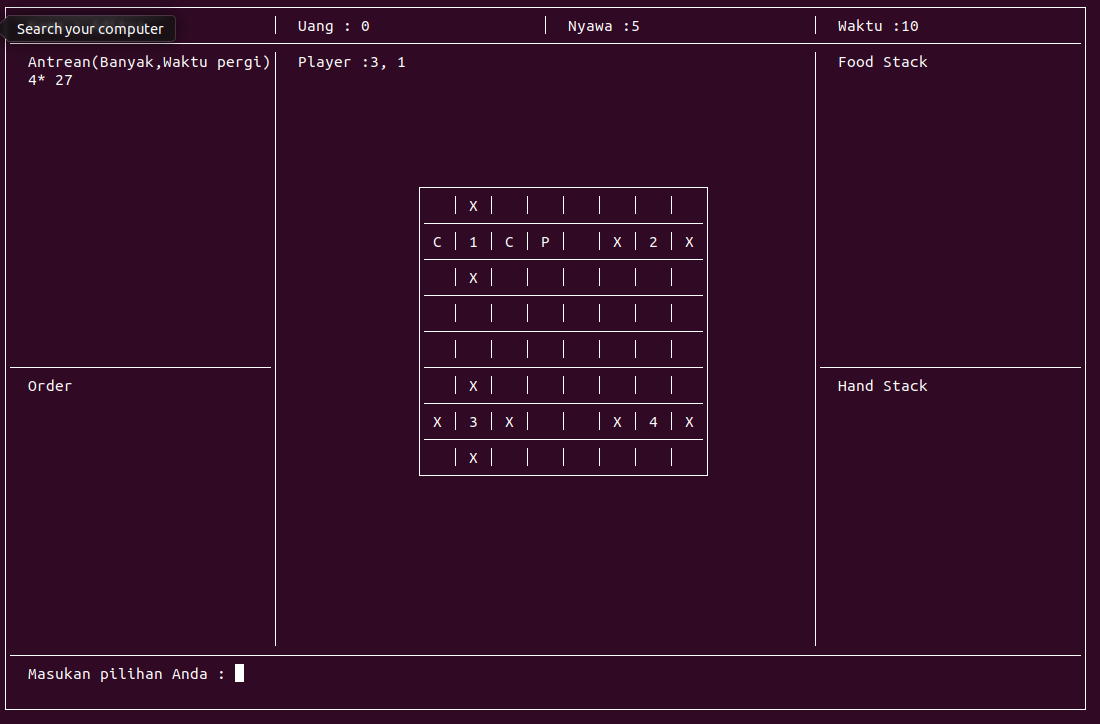 Search your computer
Uang : 0
Nyawa :5
Waktu :10
Antrean(Banyak,Waktu pergi)
4* 27
Player :3, 1
Food Stack
X
C 1 C P X 2 X
X
X
X 3 X X 4 X
X
Order
Hand Stack
Masukan pilihan Anda :